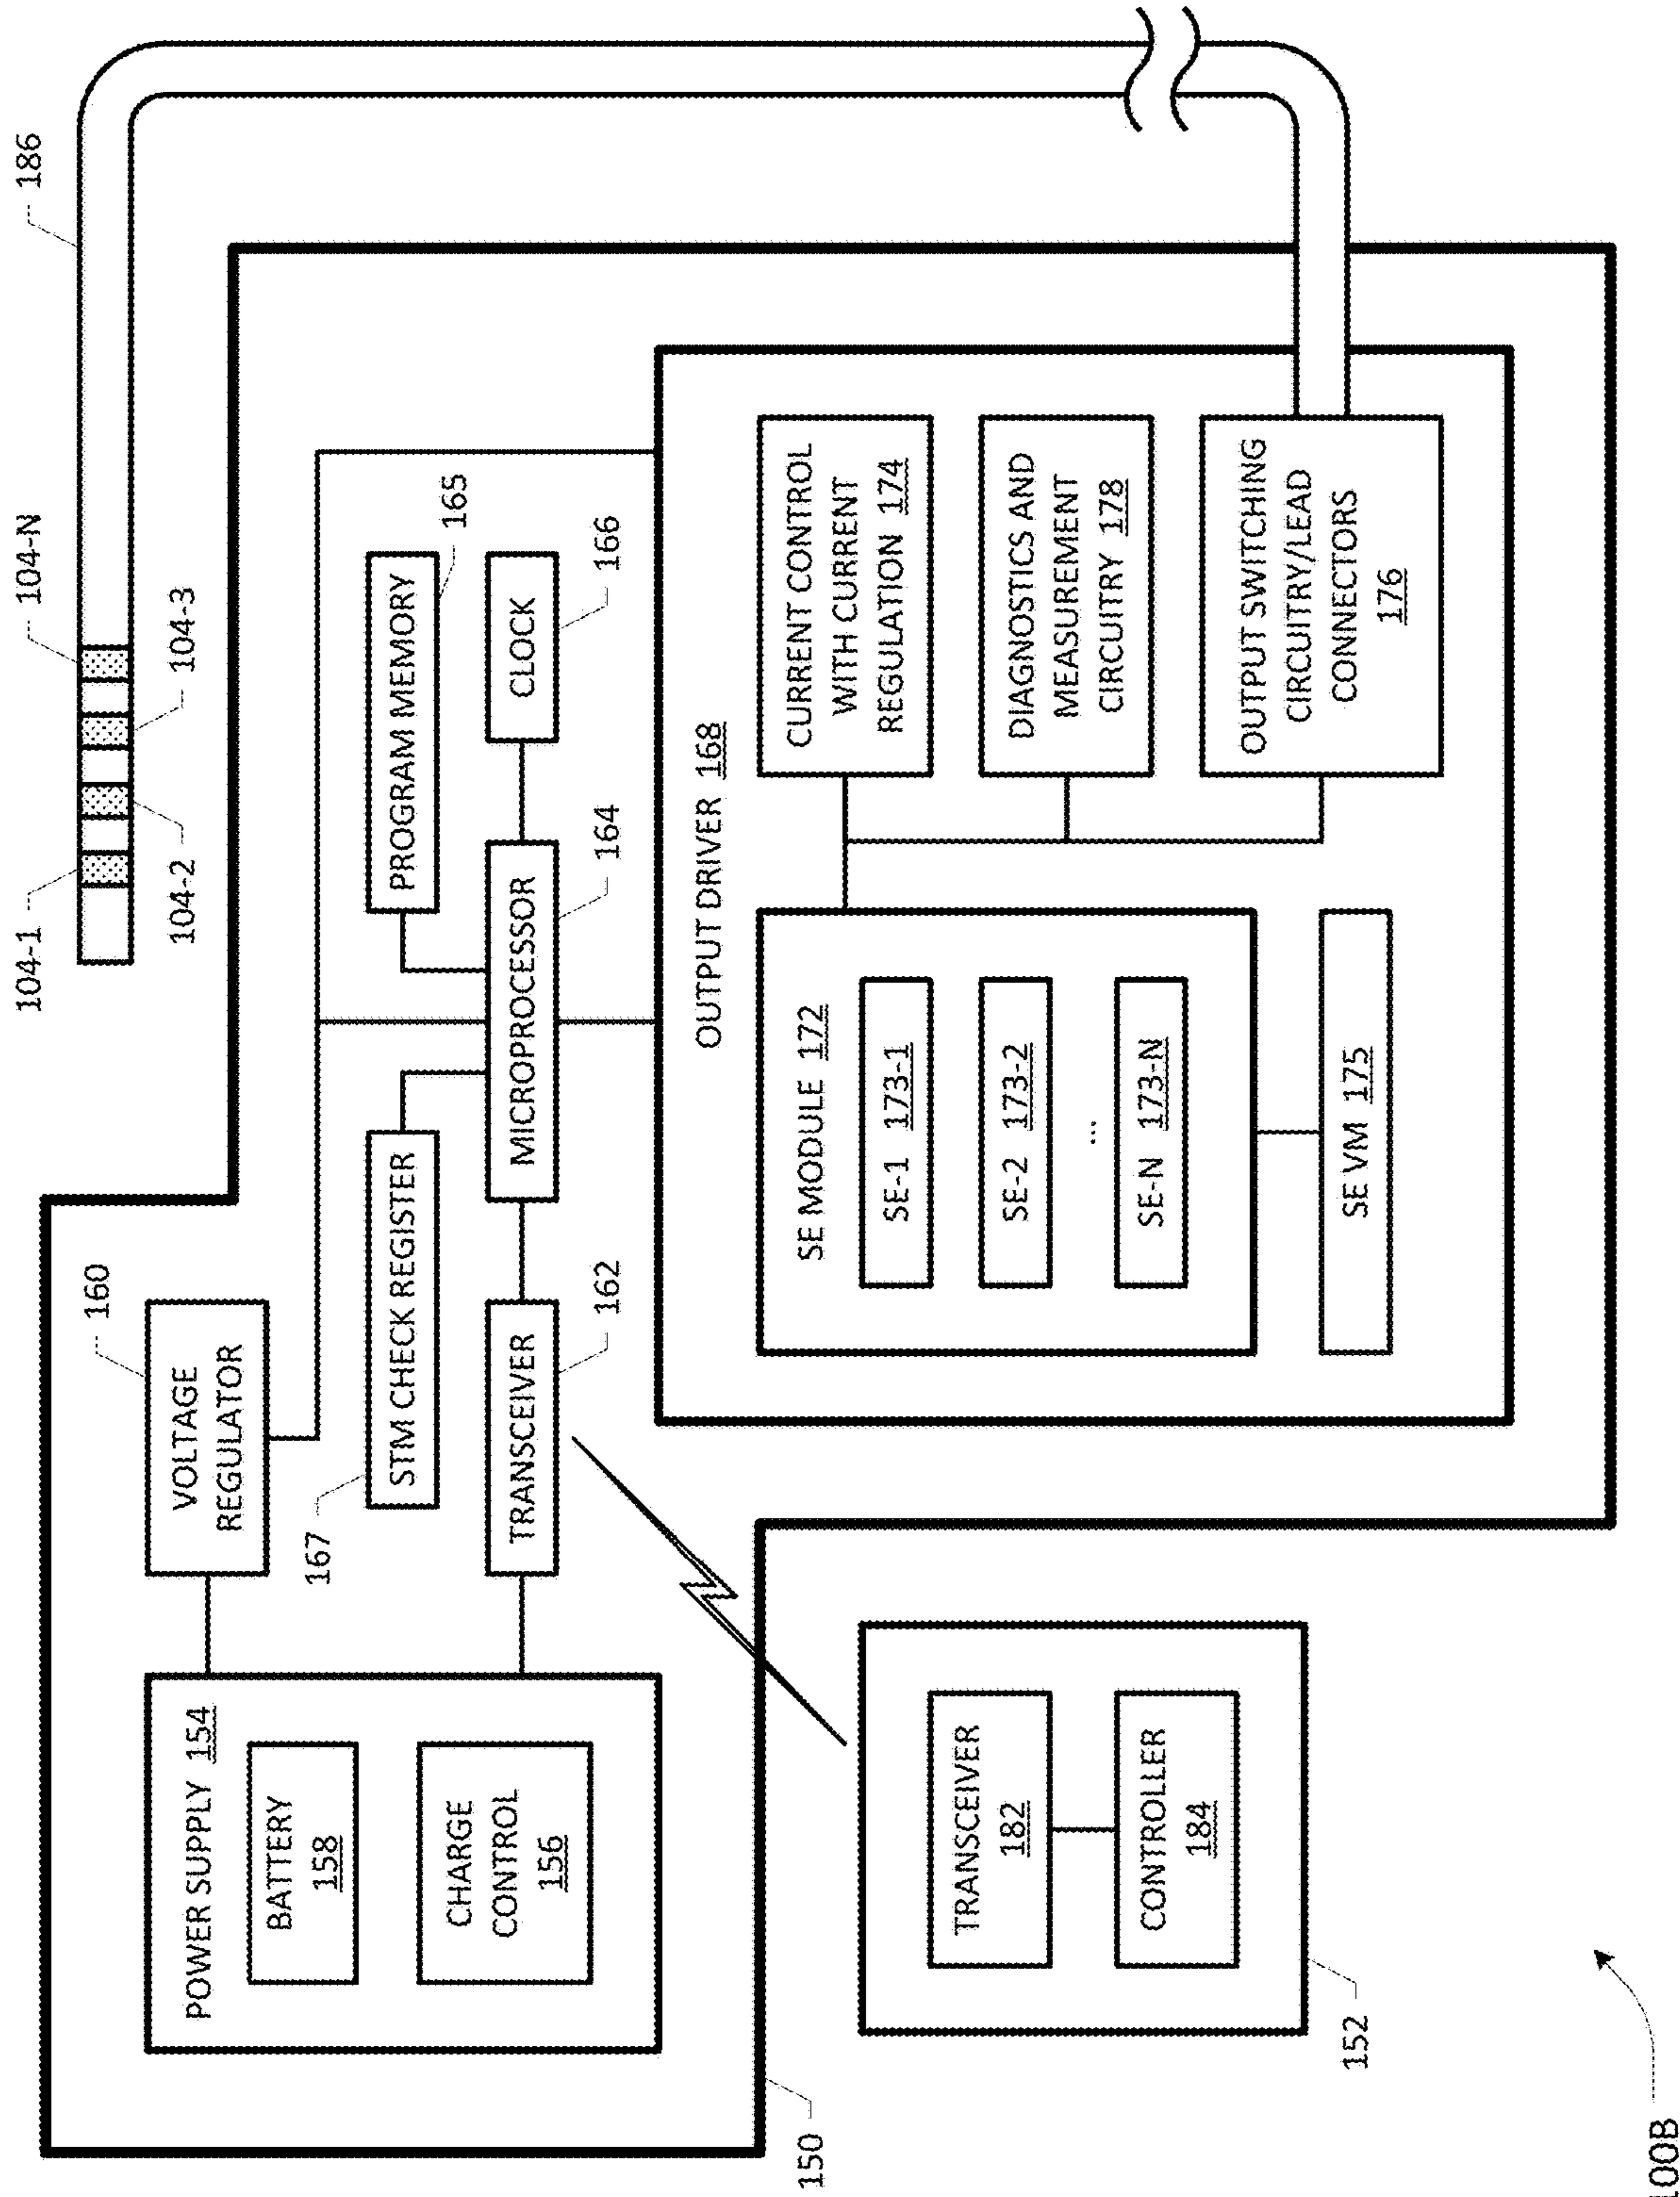 104-1
104-N
186
104-2
104-3
160
VOLTAGE
REGULATOR
167
STM CHECK REGISTER
PROGRAM MEMORY
165
POWER SUPPLY 154
BATTERY
158
CHARGE
CONTROL
156
TRANSCEIVER
162
MICROPROCESSOR
164
CLOCK
166
OUTPUT DRIVER 168
SE MODULE 172
SE-1 173-1
SE-2 173-2
...
SE-N 173-N
SE VM 175
CURRENT CONTROL
WITH CURRENT
REGULATION 174
DIAGNOSTICS AND
MEASUREMENT
CIRCUITRY 178
OUTPUT SWITCHING
CIRCUITRY/LEAD
CONNECTORS
176
150
TRANSCEIVER
182
CONTROLLER
184
152
00B